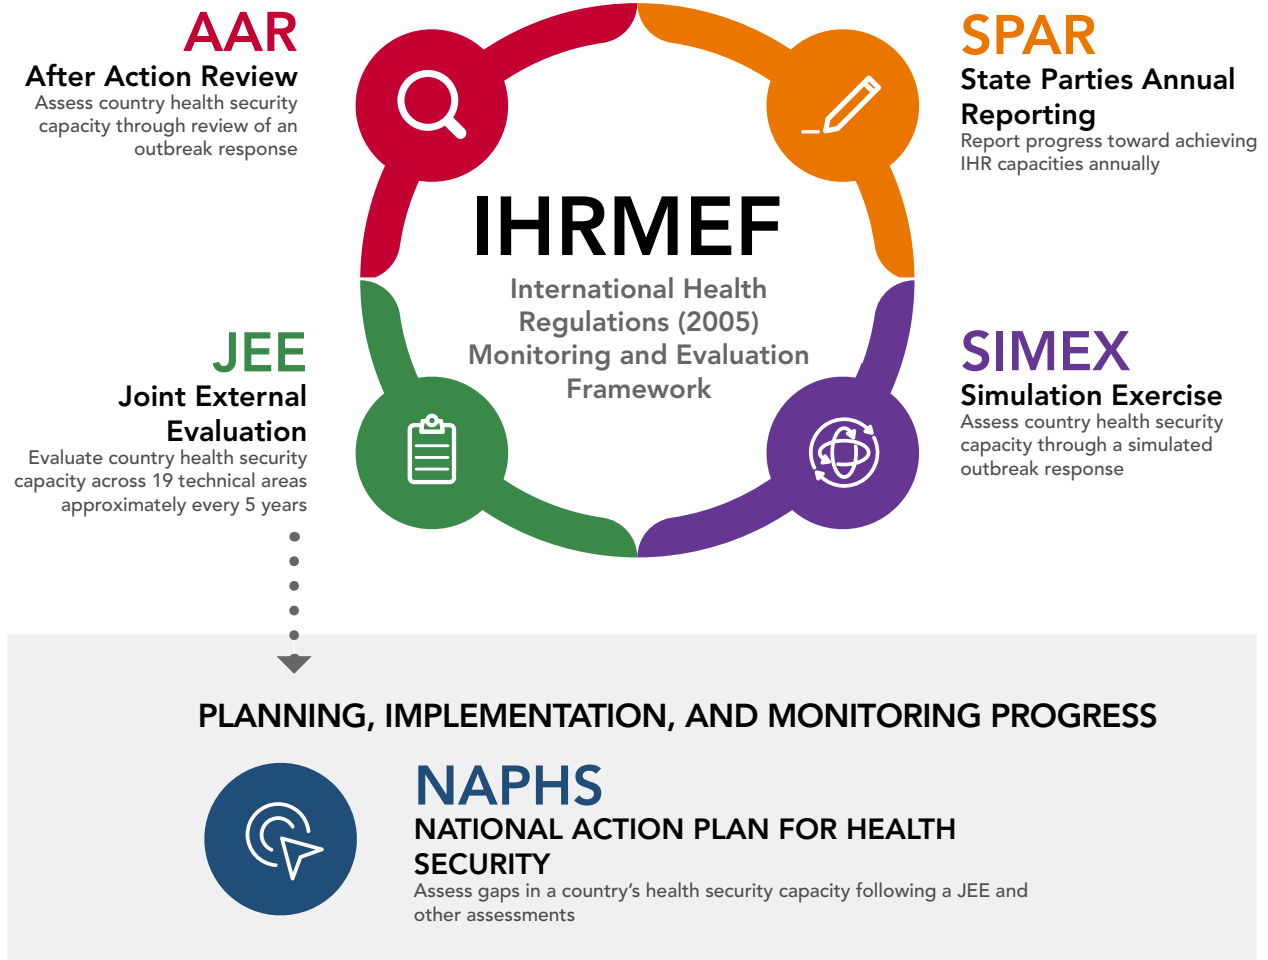 AAR
After Action Review
Assess country health security
capacity through review of an
outbreak response
SPAR
State Parties Annual
Reporting
Report progress toward achieving
IHR capacities annually
IHRMEF
International Health
Regulations (2005)
Monitoring and Evaluation
Framework
JEE
Joint External
Evaluation
Evaluate country health security
capacity across 19 technical areas
approximately every 5 years
SIMEX
Simulation Exercise
Assess country health security
capacity through a simulated
outbreak response
PLANNING, IMPLEMENTATION, AND MONITORING PROGRESS
NAPHS
NATIONAL ACTION PLAN FOR HEALTH
SECURITY
Assess gaps in a country’s health security capacity following a JEE and
other assessments